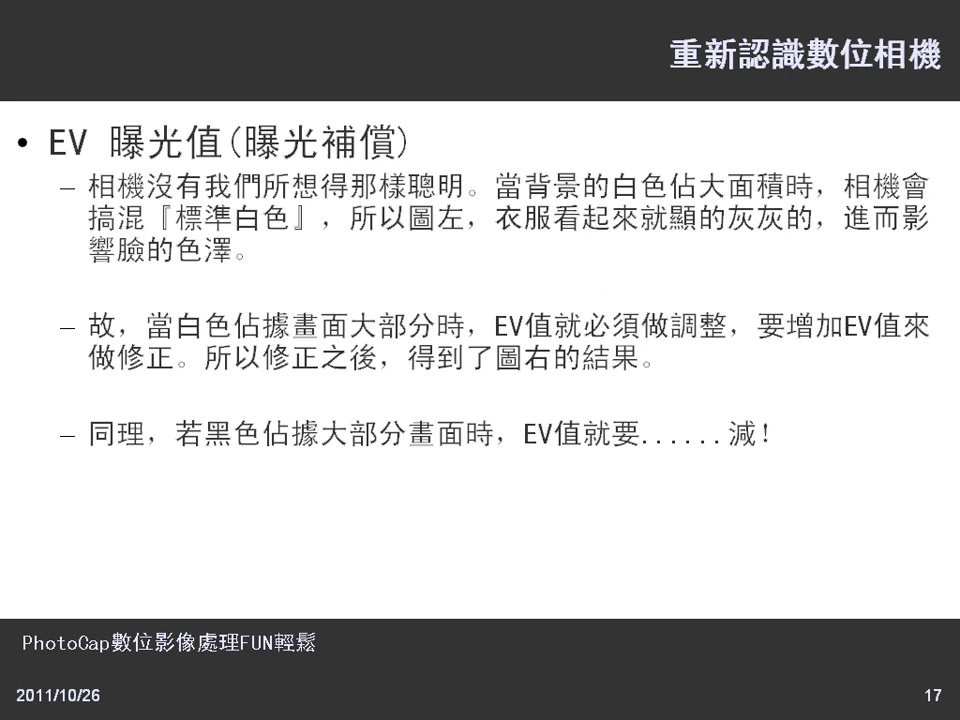 重新認識數位相機
• EV 曝光值(曝光補償)
– 相機沒有我們所想得那樣聰明。當背景的白色佔大面積時，相機會
搞混『標準白色』，所以圖左，衣服看起來就顯的灰灰的，進而影
響臉的色澤。
– 故，當白色佔據畫面大部分時，EV值就必須做調整，要增加EV值來
做修正。所以修正之後，得到了圖右的結果。
– 同理，若黑色佔據大部分畫面時，EV值就要......減！
PhotoCap數位影像處理FUN輕鬆
2011/10/26
17